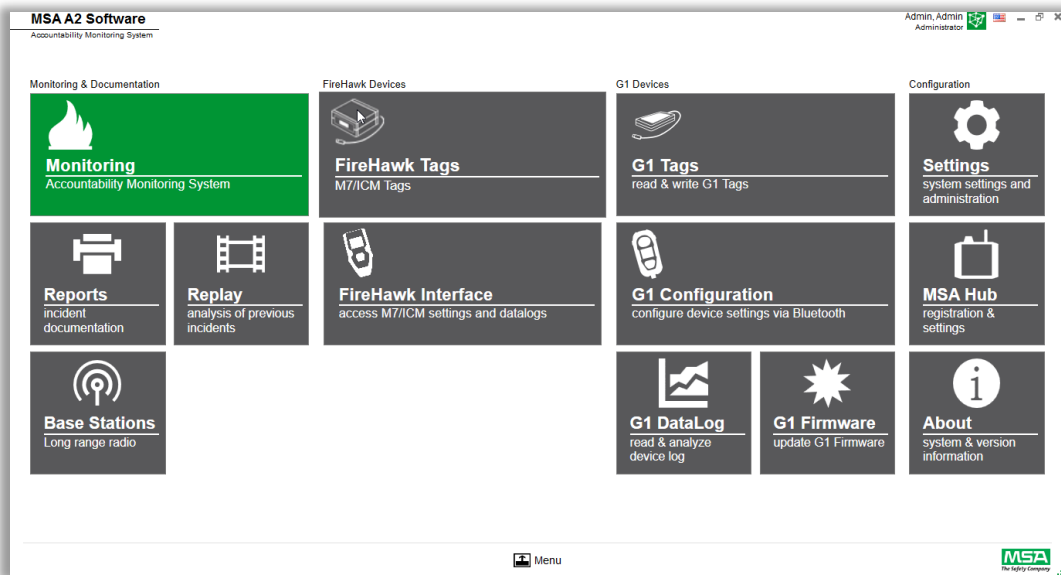 MSA A2 Software
Accountability Monitoring System
Admin, Admin
Administrator
Monitoring & Documentation
FireHawk Devices
G1 Devices
Configuration
Monitoring
Accountability Monitoring System
FireHawk Tags
M7/ICM Tags
G1 Tags
read & write G1 Tags
Settings
system settings and
administration
Reports
incident
documentation
Replay
analysis of previous
incidents
FireHawk Interface
access M7/ICM settings and datalogs
G1 Configuration
configure device settings via Bluetooth
MSA Hub
registration &
settings
Base Stations
Long range radio
G1 DataLog
read & analyze
device log
G1 Firmware
update G1 Firmware
About
system & version
information
Menu
MSA
The Safety Company